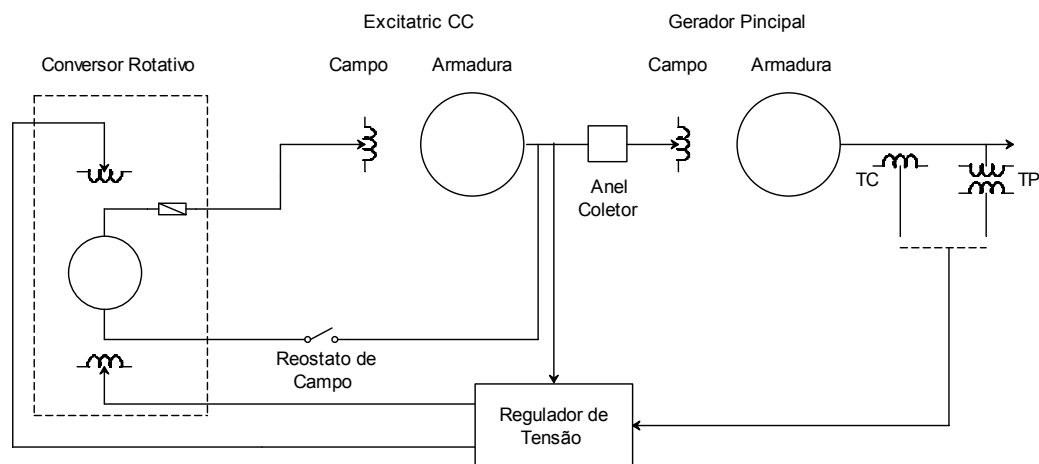 Excitatric CC
Gerador Pincipal
Conversor Rotativo
Campo
Armadura
Campo
Armadura
Anel
Coletor
TC
TP
Reostato de
Campo
Regulador de
Tensão